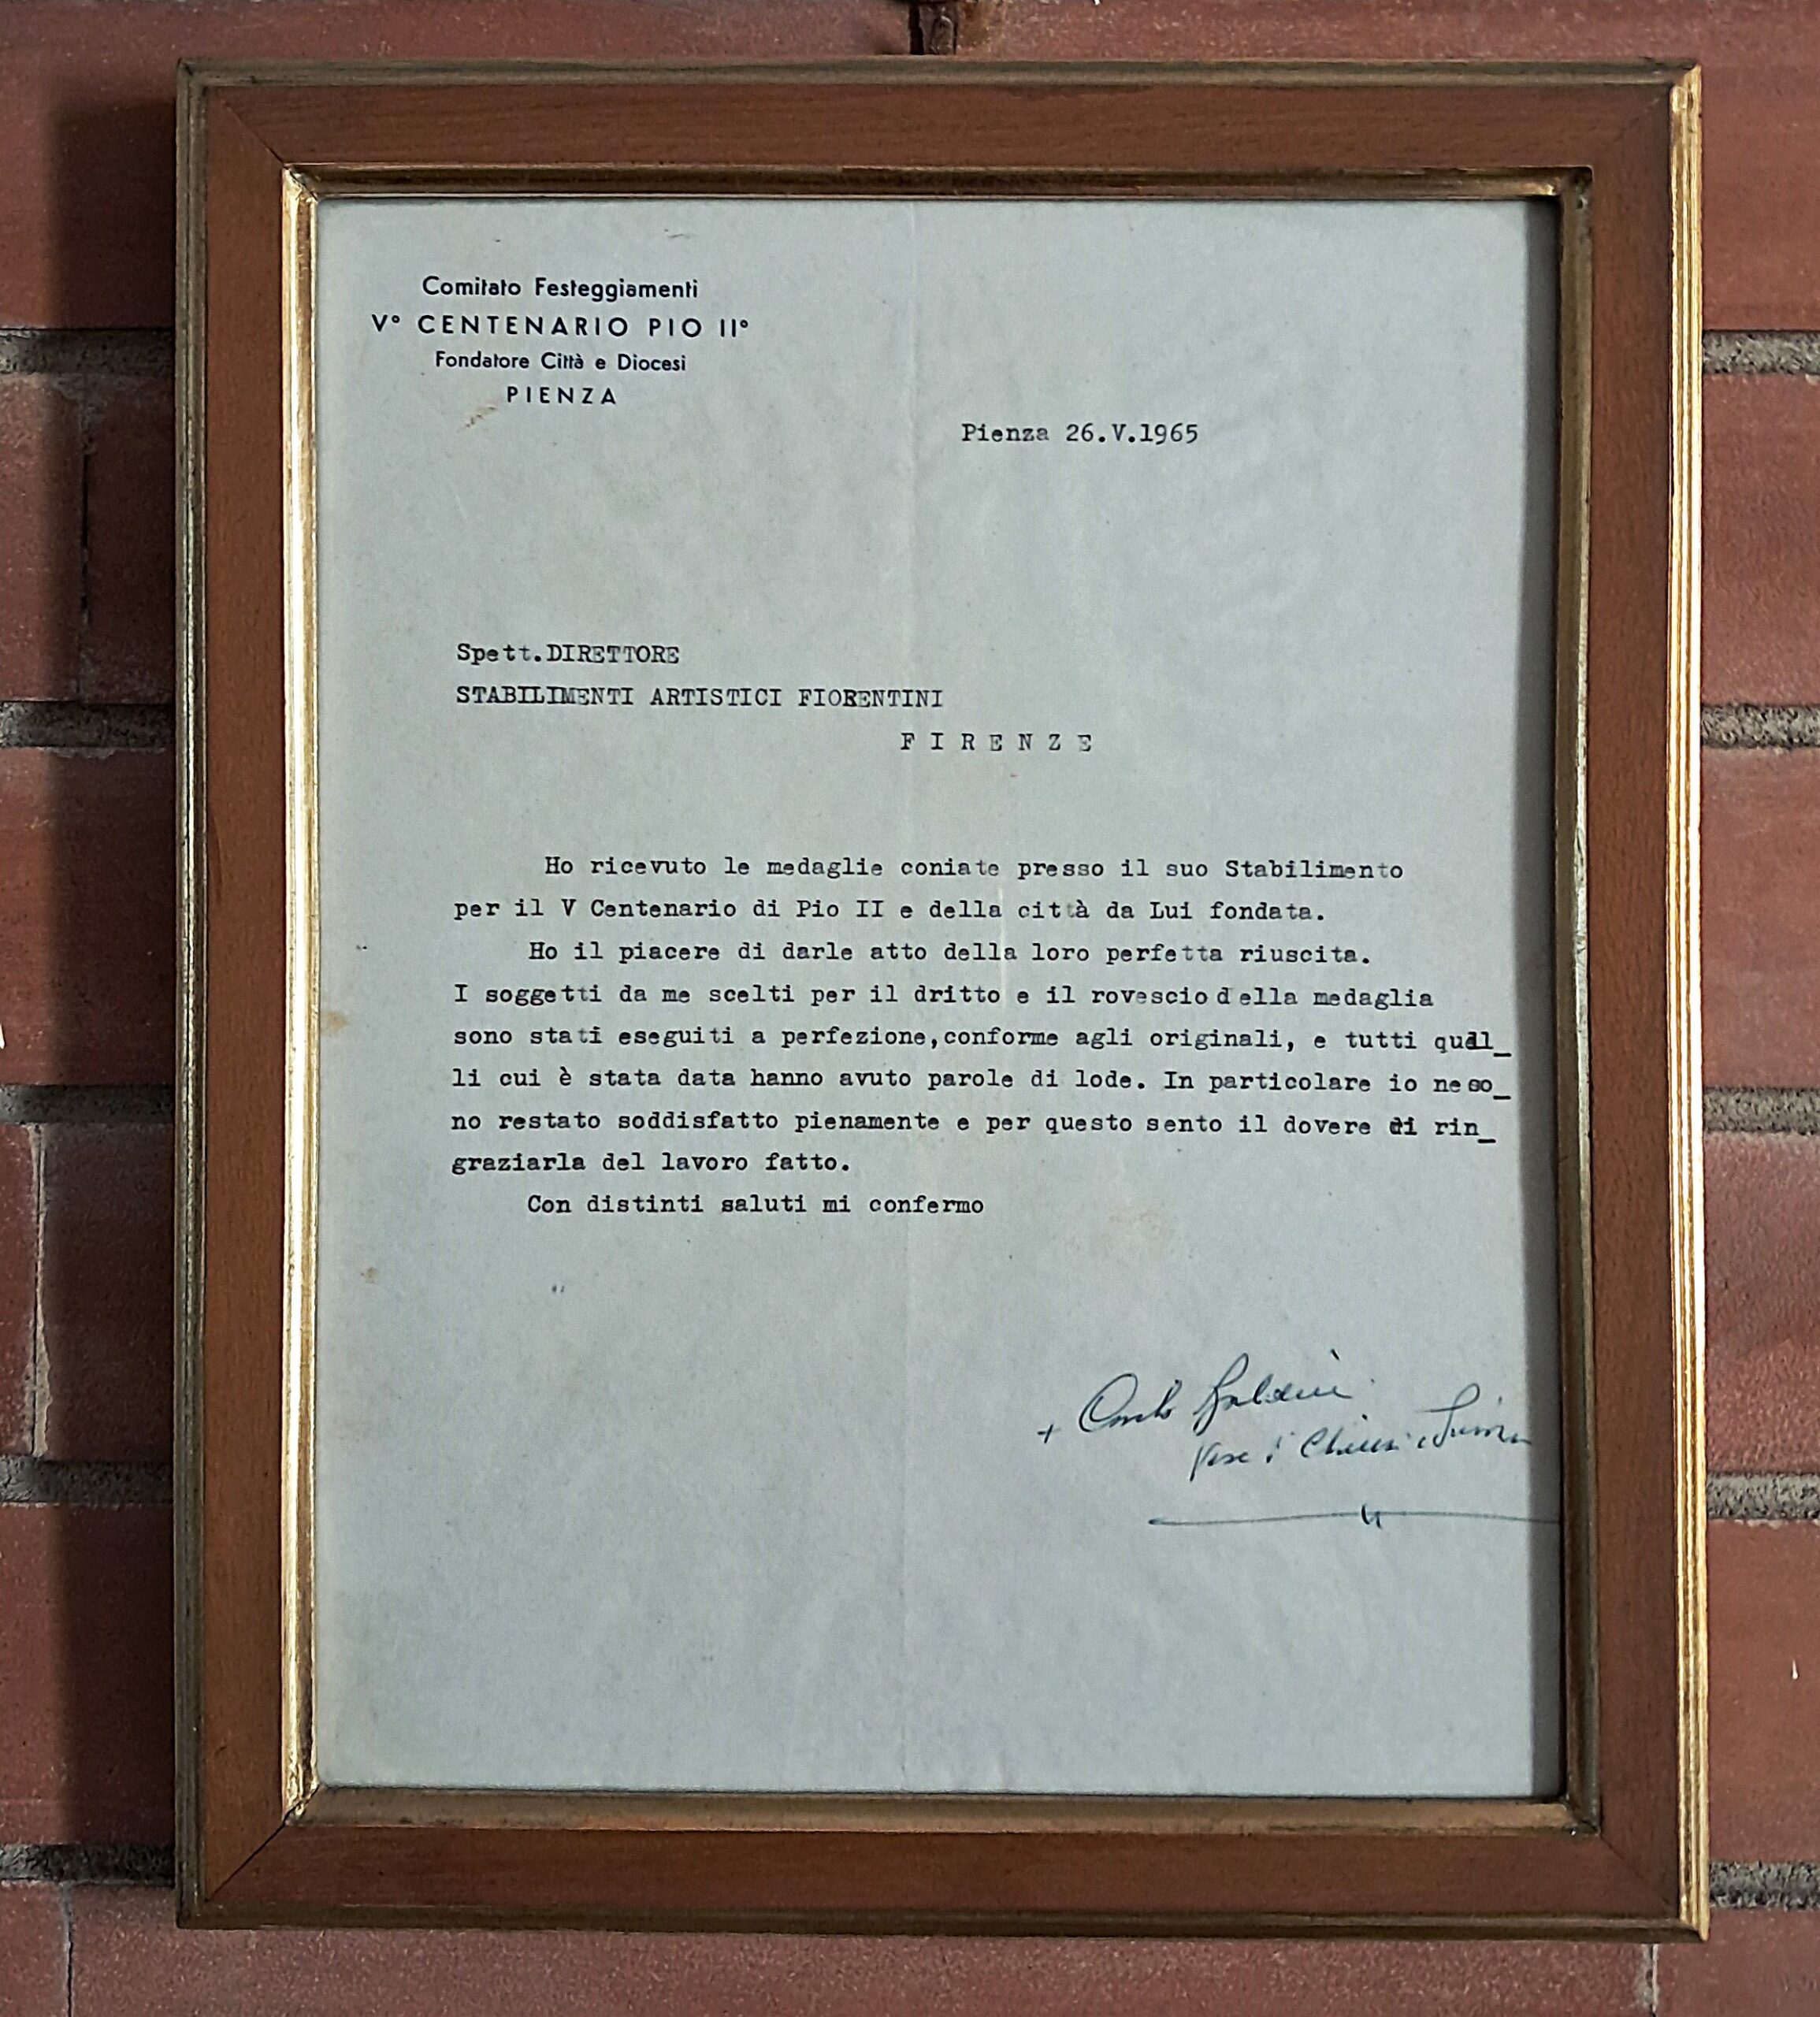 Comitato Festeggiamenti
V° CENTENARIO PIO II°
Fondatore Città e Diocesi
PIENZA
Pienza 26.V.1965
Spett.DIRETTORE
STABILIMENTI ARTISTICI FIORENTINI
F I R E N Z E
Ho ricevuto le medaglie coniate presso il suo Stabilimento
per il V Centenario di Pio II e della città da Lui fondata.
Ho il piacere di darle atto della loro perfetta riuscita.
I soggetti da me scelti per il dritto e il rovescio della medaglia
sono stati eseguiti a perfezione,conforme agli originali, e tutti quel_
li cui è stata data hanno avuto parole di lode. In particolare io ne so_
no restato soddisfatto pienamente e per questo sento il dovere di rin_
graziarla del lavoro fatto.
Con distinti saluti mi confermo
+ Carlo Baldini
Chiusi e Pienza